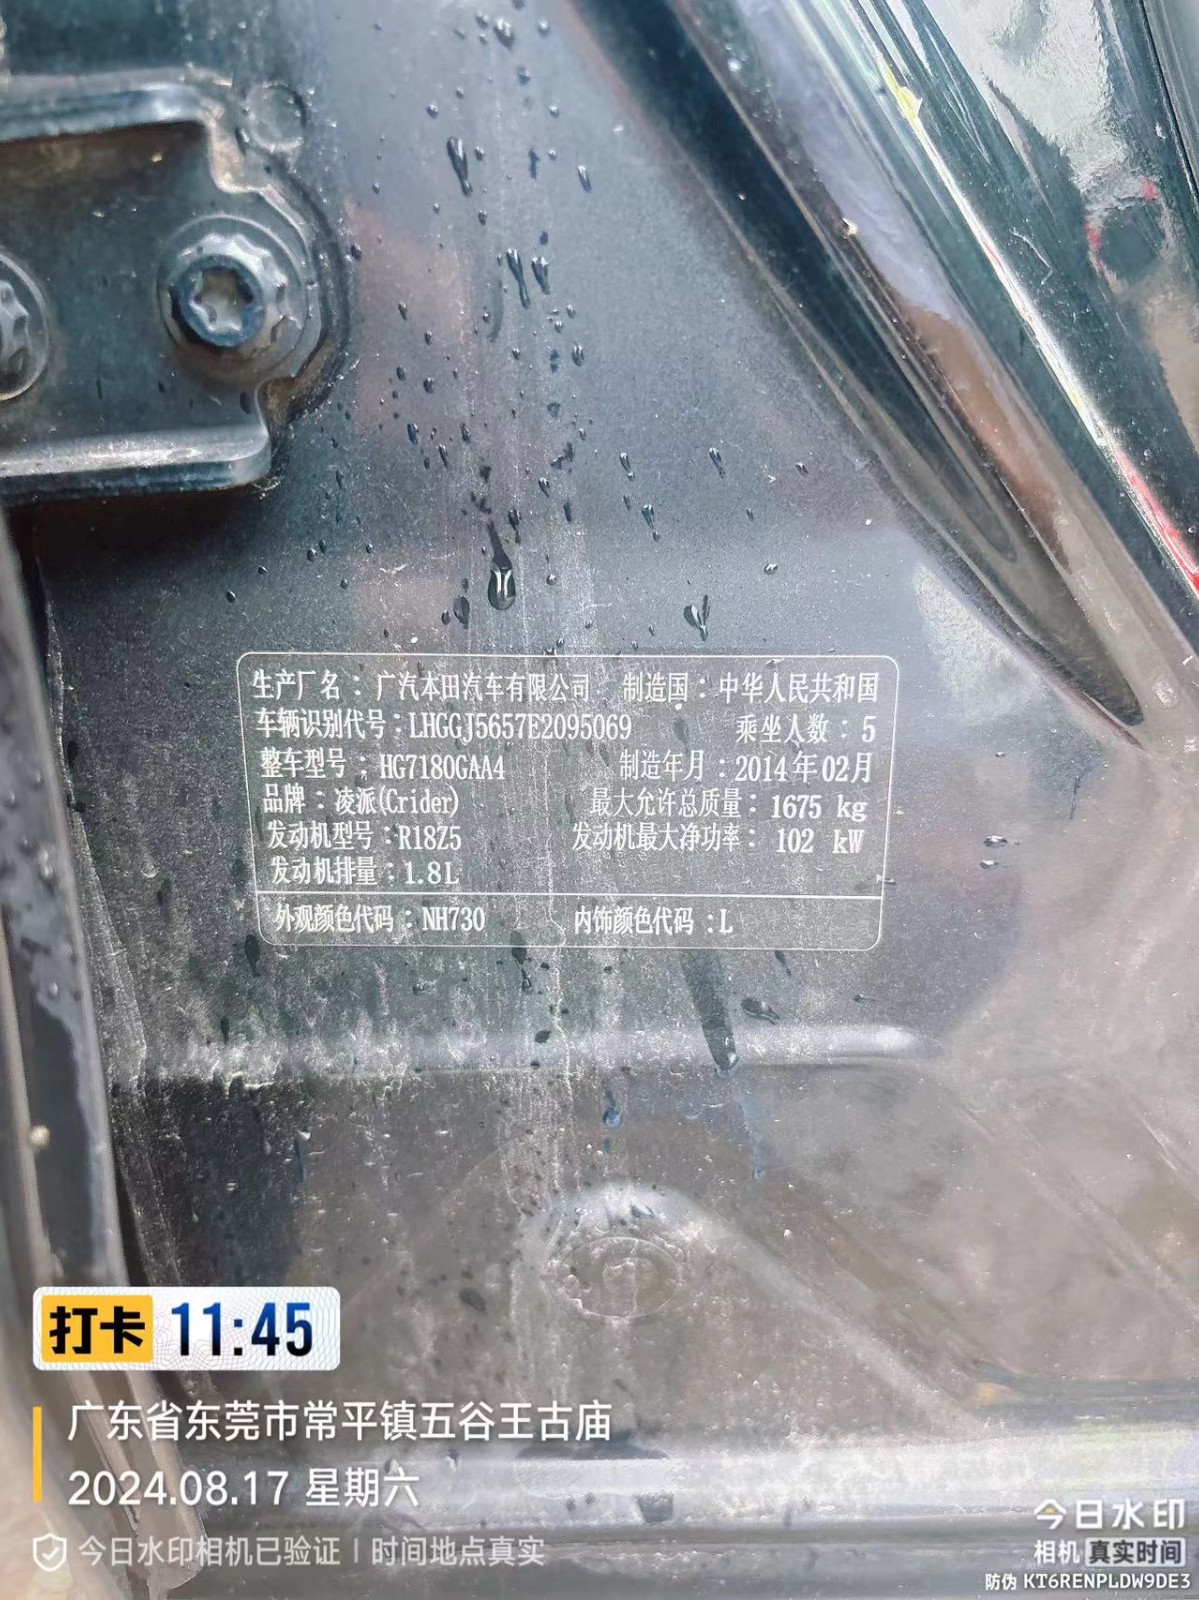 生产厂名：广汽本田汽车有限公司 制造国：中华人民共和国
车辆识别代号：LHGGJ5657E2095069 乘坐人数：5
整车型号：HG7180GAA4 制造年月：2014年02月
品牌：凌派(Crider) 最大允许总质量：1675 kg
发动机型号：R18Z5 发动机最大净功率：102 kW
发动机排量：1.8L
外观颜色代码：NH730 内饰颜色代码：L
打卡 11:45
广东省东莞市常平镇五谷王古庙
2024.08.17 星期六
今日水印相机已验证 | 时间地点真实
今日水印
相机 真实时间
防伪 KT6RENPLDW9DE3